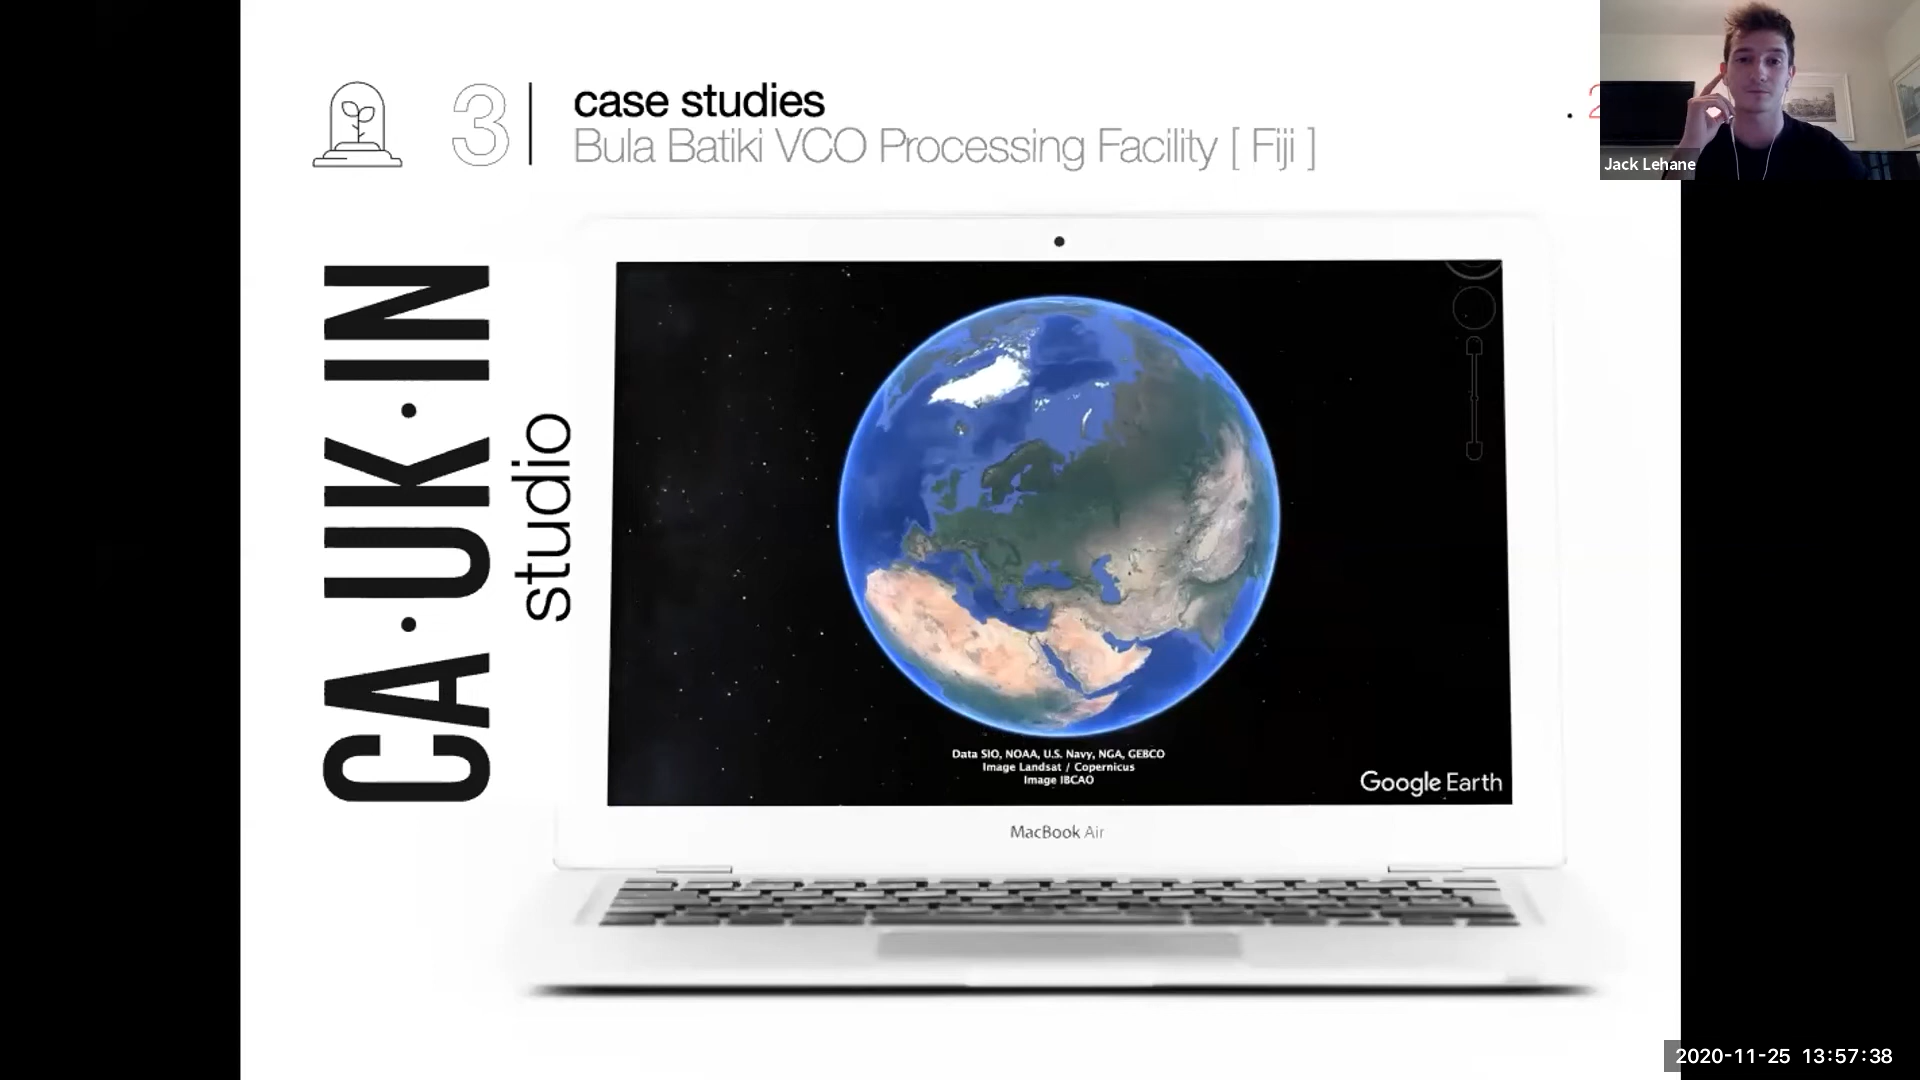 3
case studies
Bula Batiki VCO Processing Facility [ Fiji ]
Jack Lehane
CA·UK·IN
studio
Data SIO, NOAA, U.S. Navy, NGA, GEBCO
Image Landsat / Copernicus
Image IBCAO
Google Earth
MacBook Air
2020-11-25 13:57:38